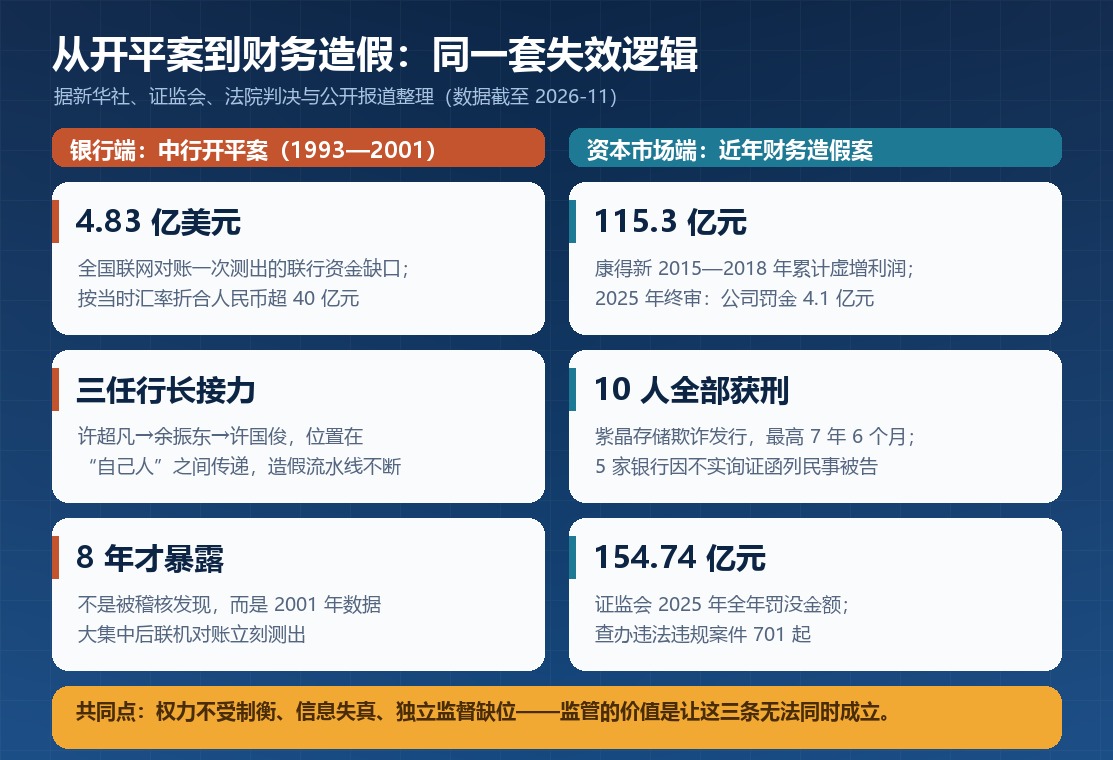 从开平案到财务造假：同一套失效逻辑
据新华社、证监会、法院判决与公开报道整理（数据截至 2026-11）
银行端：中行开平案（1993—2001）
4.83 亿美元
全国联网对账一次测出的联行资金缺口；
按当时汇率折合人民币超 40 亿元
三任行长接力
许超凡→余振东→许国俊，位置在
“自己人”之间传递，造假流水线不断
8 年才暴露
不是被稽核发现，而是 2001 年数据
大集中后联机对账立刻测出
资本市场端：近年财务造假案
115.3 亿元
康得新 2015—2018 年累计虚增利润；
2025 年终审：公司罚金 4.1 亿元
10 人全部获刑
紫晶存储欺诈发行，最高 7 年 6 个月；
5 家银行因不实询证函列民事被告
154.74 亿元
证监会 2025 年全年罚没金额；
查办违法违规案件 701 起
共同点：权力不受制衡、信息失真、独立监督缺位——监管的价值是让这三条无法同时成立。